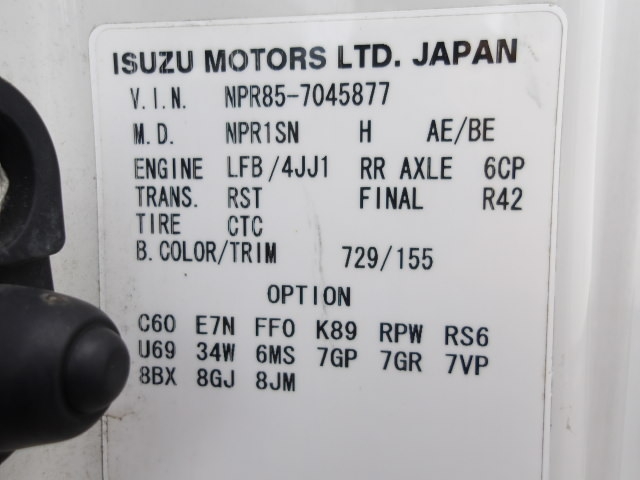 ISUZU MOTORS LTD. JAPAN
V.I.N. NPR85-7045877
M.D. NPR1SN H AE/BE
ENGINE LFB/4JJ1 RR AXLE 6CP
TRANS. RST FINAL R42
TIRE CTC
B.COLOR/TRIM 729/155
OPTION
C60 E7N FF0 K89 RPW RS6
U69 34W 6MS 7GP 7GR 7VP
8BX 8GJ 8JM